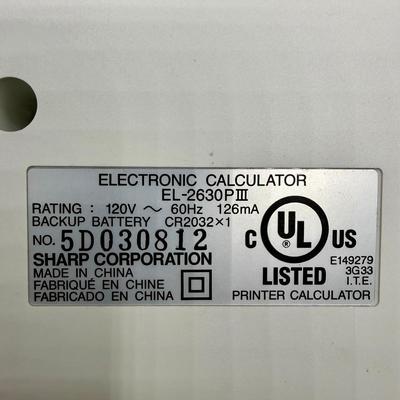 ELECTRONIC CALCULATOR
EL-2630PIII
RATING : 120V ~ 60Hz 126mA
BACKUP BATTERY CR2032×1
NO. 5D030812
SHARP CORPORATION
MADE IN CHINA
FABRIQUÉ EN CHINE
FABRICADO EN CHINA
C UL ® US
LISTED
E149279
3G33
I.T.E.
PRINTER CALCULATOR